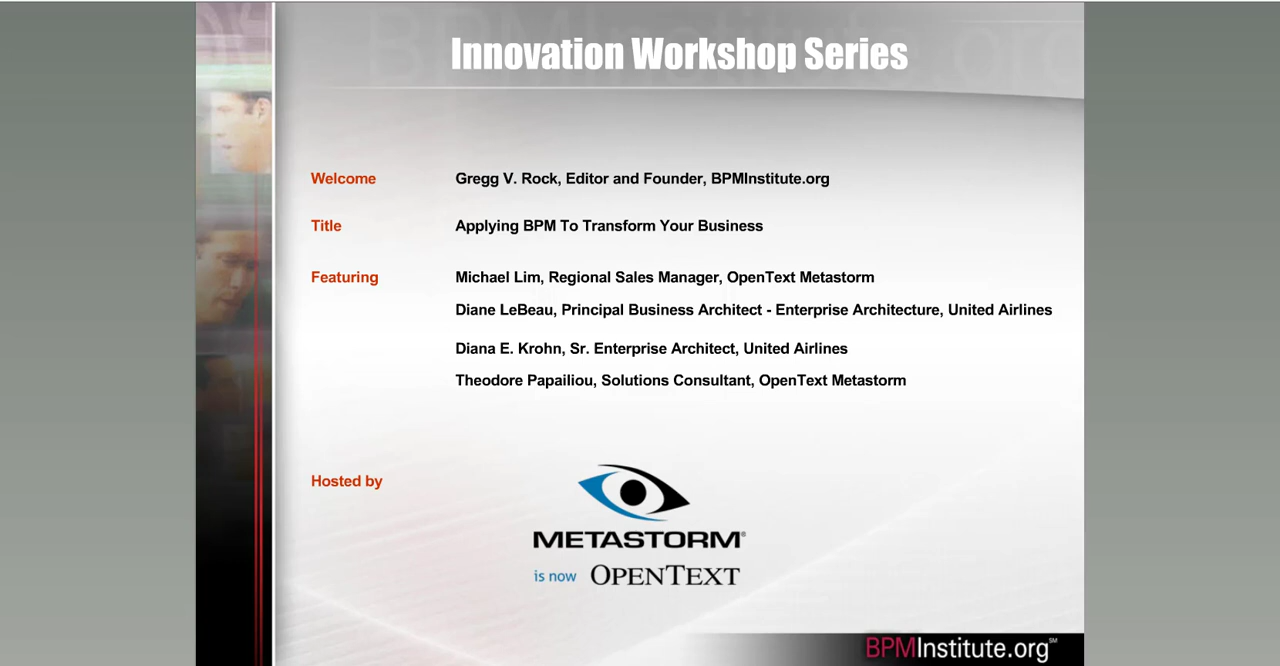 Innovation Workshop Series
Welcome Gregg V. Rock, Editor and Founder, BPMInstitute.org
Title Applying BPM To Transform Your Business
Featuring Michael Lim, Regional Sales Manager, OpenText Metastorm
Diane LeBeau, Principal Business Architect - Enterprise Architecture, United Airlines
Diana E. Krohn, Sr. Enterprise Architect, United Airlines
Theodore Papailiou, Solutions Consultant, OpenText Metastorm
Hosted by
METASTORM®
is now OPENTEXT
BPMInstitute.org℠